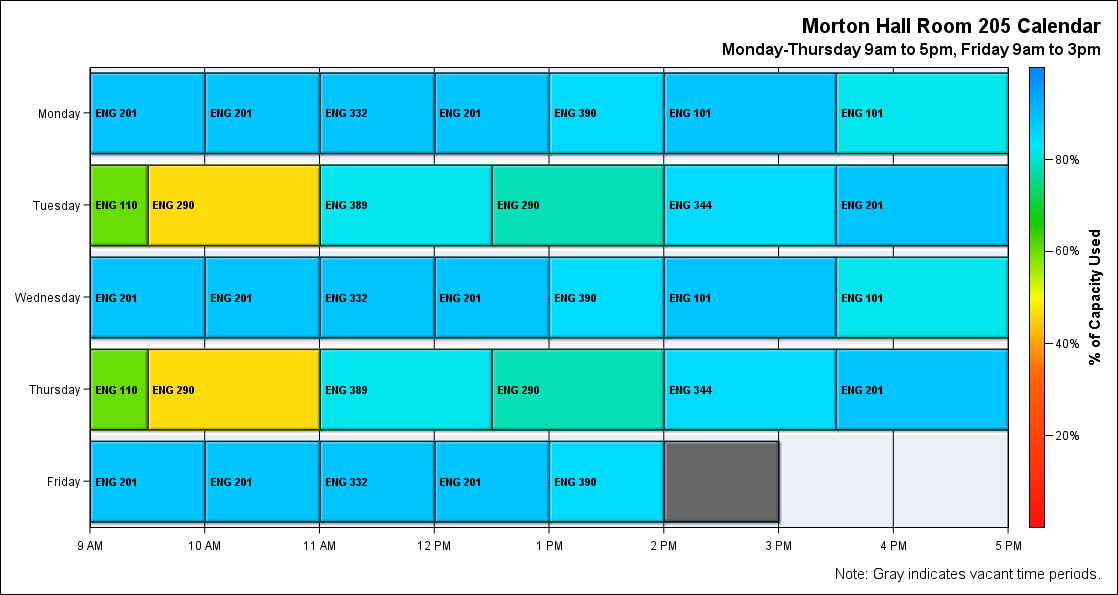 Morton Hall Room 205 Calendar
Monday-Thursday 9am to 5pm, Friday 9am to 3pm
Monday ENG 201 ENG 201 ENG 332 ENG 201 ENG 390 ENG 101 ENG 101
80%
Tuesday ENG 110 ENG 290 ENG 389 ENG 290 ENG 344 ENG 201
60%
Wednesday ENG 201 ENG 201 ENG 332 ENG 201 ENG 390 ENG 101 ENG 101
% of Capacity Used
40%
Thursday ENG 110 ENG 290 ENG 389 ENG 290 ENG 344 ENG 201
20%
Friday ENG 201 ENG 201 ENG 332 ENG 201 ENG 390
9 AM 10 AM 11 AM 12 PM 1 PM 2 PM 3 PM 4 PM 5 PM
Note: Gray indicates vacant time periods.